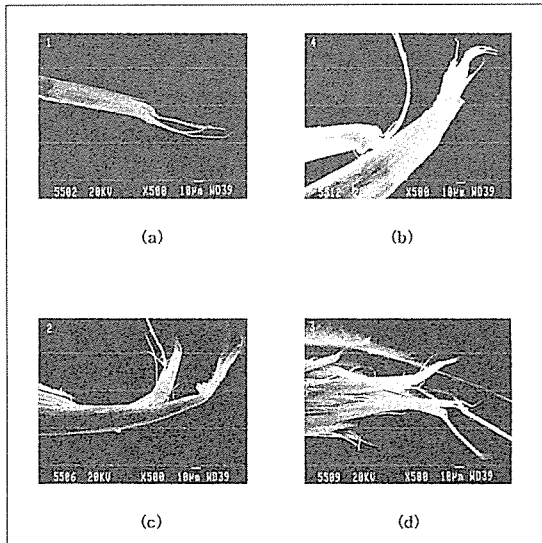 1
5502 20KV X500 10µm WD39
(a)
4
5512 20KV X500 10µm WD39
(b)
2
5506 20KV X500 10µm WD39
(c)
3
5509 20KV X500 10µm WD39
(d)